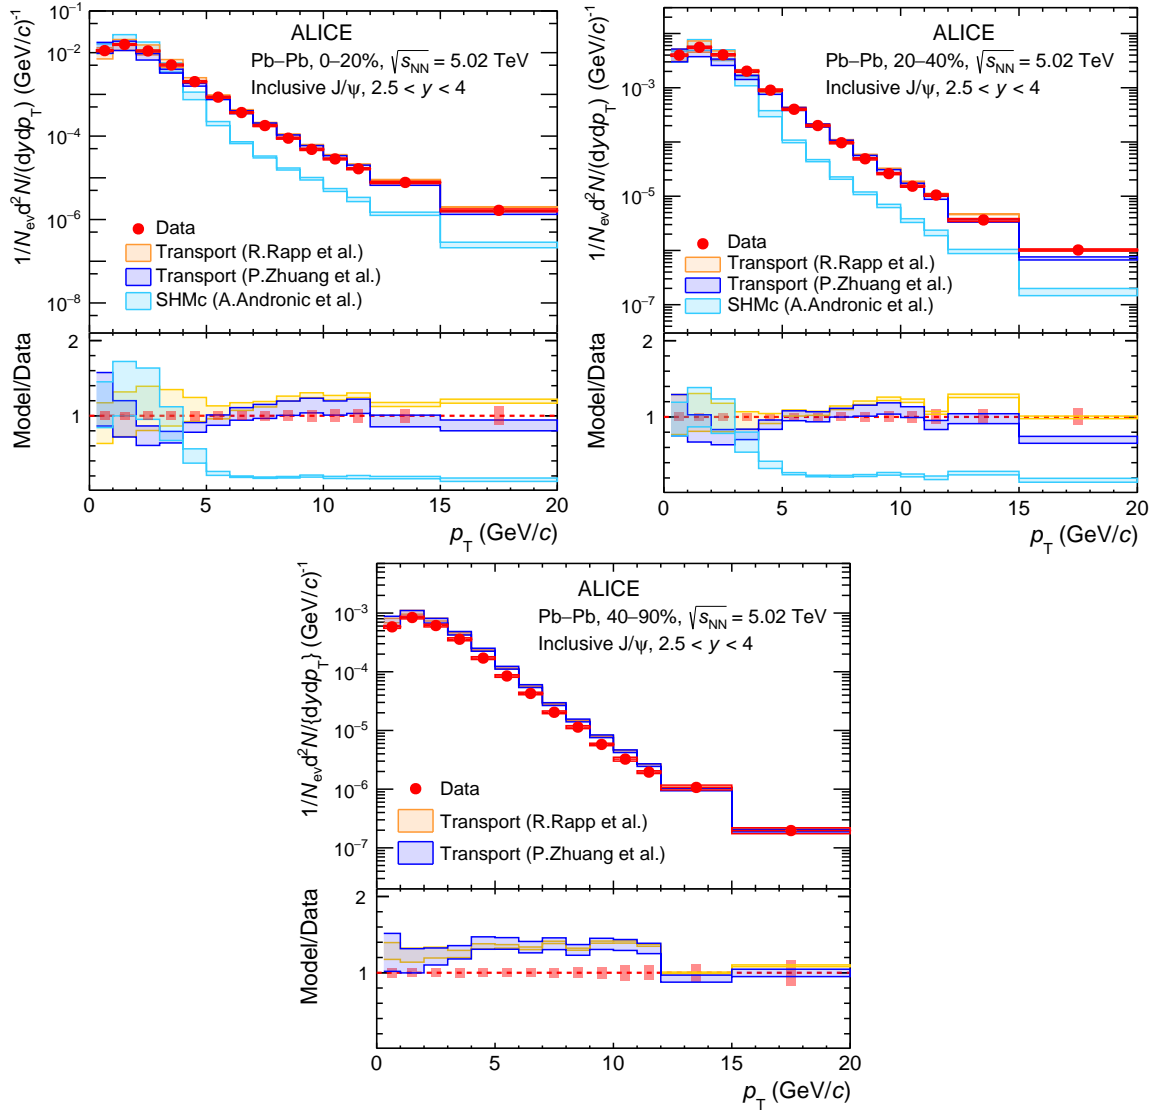 ALICE
Pb–Pb, 0–20%, √sNN = 5.02 TeV
Inclusive J/ψ, 2.5 < y < 4
1/Nev d²N/(dydpT) (GeV/c)⁻¹
10⁻¹
10⁻²
10⁻⁴
10⁻⁶
10⁻⁸
Data
Transport (R.Rapp et al.)
Transport (P.Zhuang et al.)
SHMc (A.Andronic et al.)
Model/Data
2
1
0 5 10 15 20
pT (GeV/c)
ALICE
Pb–Pb, 20–40%, √sNN = 5.02 TeV
Inclusive J/ψ, 2.5 < y < 4
1/Nev d²N/(dydpT) (GeV/c)⁻¹
10⁻³
10⁻⁵
10⁻⁷
Data
Transport (R.Rapp et al.)
Transport (P.Zhuang et al.)
SHMc (A.Andronic et al.)
Model/Data
2
1
0 5 10 15 20
pT (GeV/c)
ALICE
Pb–Pb, 40–90%, √sNN = 5.02 TeV
Inclusive J/ψ, 2.5 < y < 4
1/Nev d²N/{dydpT} (GeV/c)⁻¹
10⁻³
10⁻⁴
10⁻⁵
10⁻⁶
10⁻⁷
Data
Transport (R.Rapp et al.)
Transport (P.Zhuang et al.)
Model/Data
2
1
0 5 10 15 20
pT (GeV/c)